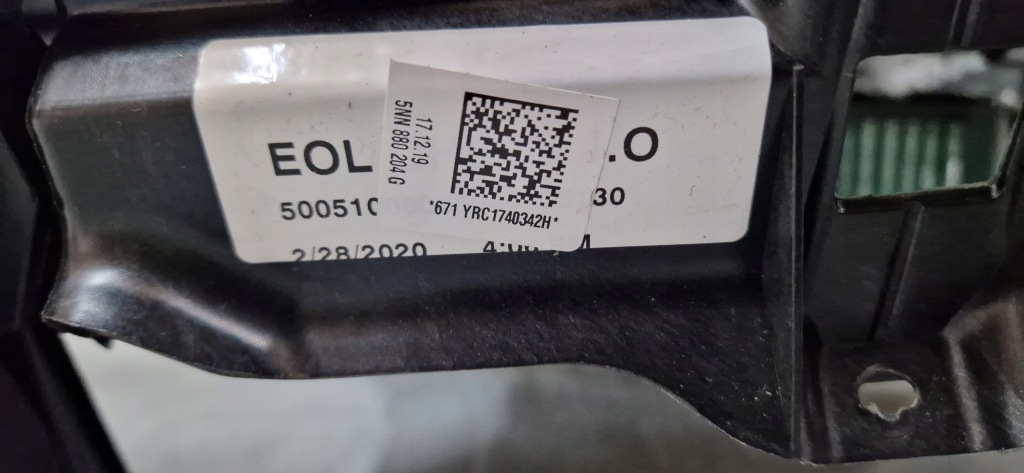 EOL .O
50051 30
2/28/2020
17.12.19
5NN 880 204 G
*671 YRC1740342H*